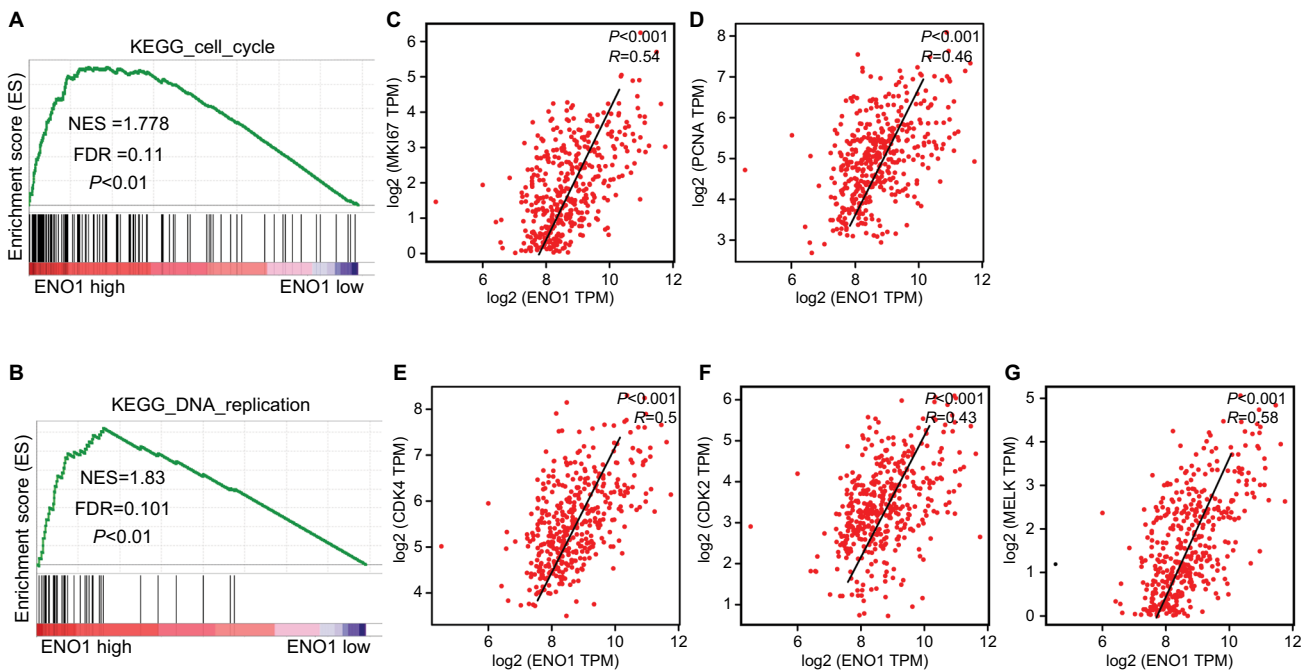 A
KEGG_cell_cycle
Enrichment score (ES)
NES =1.778
FDR =0.11
P<0.01
ENO1 high
ENO1 low
C
P<0.001
R=0.54
log2 (MKI67 TPM)
6
5
4
3
2
1
0
6
8
10
12
log2 (ENO1 TPM)
D
P<0.001
R=0.46
log2 (PCNA TPM)
8
7
6
5
4
3
6
8
10
12
log2 (ENO1 TPM)
B
KEGG_DNA_replication
Enrichment score (ES)
NES=1.83
FDR=0.101
P<0.01
ENO1 high
ENO1 low
E
P<0.001
R=0.5
log2 (CDK4 TPM)
8
7
6
5
4
6
8
10
12
log2 (ENO1 TPM)
F
P<0.001
R=0.43
log2 (CDK2 TPM)
6
5
4
3
2
1
6
8
10
12
log2 (ENO1 TPM)
G
P<0.001
R=0.58
log2 (MELK TPM)
5
4
3
2
1
0
6
8
10
12
log2 (ENO1 TPM)